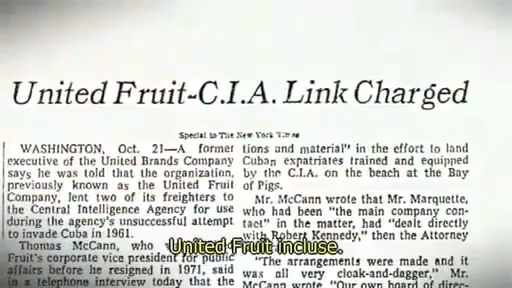 United Fruit-C.I.A. Link Charged
Special to The New York Times
WASHINGTON, Oct. 21—A former
executive of the United Brands Company
says he was told that the organization,
previously known as the United Fruit
Company, lent two of its freighters to
the Central Intelligence Agency for use
during the agency's unsuccessful attempt
to invade Cuba in 1961.
Thomas McCann, who
Fruit's corporate vice president for public
affairs before he resigned in 1971, said
in a telephone interview today that the
tions and material" in the effort to land
Cuban expatriates trained and equipped
by the C.I.A. on the beach at the Bay
of Pigs.
Mr. McCann wrote that Mr. Marquette,
who had been "the main company con-
tact" in the matter, had "dealt directly
with Robert Kennedy," then the Attorney
"The arrangements were made and it
was all very cloak-and-dagger," Mr.
McCann wrote "Our own board of direc-
United Fruit incluse.